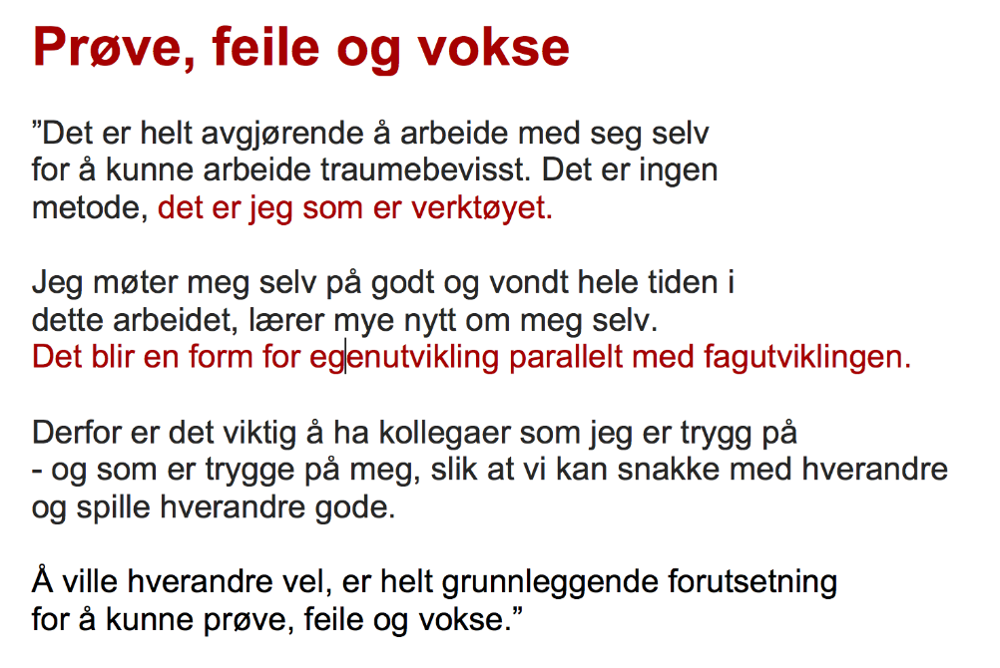 Prøve, feile og vokse
”Det er helt avgjørende å arbeide med seg selv
for å kunne arbeide traumebevisst. Det er ingen
metode, det er jeg som er verktøyet.
Jeg møter meg selv på godt og vondt hele tiden i
dette arbeidet, lærer mye nytt om meg selv.
Det blir en form for egenutvikling parallelt med fagutviklingen.
Derfor er det viktig å ha kollegaer som jeg er trygg på
- og som er trygge på meg, slik at vi kan snakke med hverandre
og spille hverandre gode.
Å ville hverandre vel, er helt grunnleggende forutsetning
for å kunne prøve, feile og vokse.”